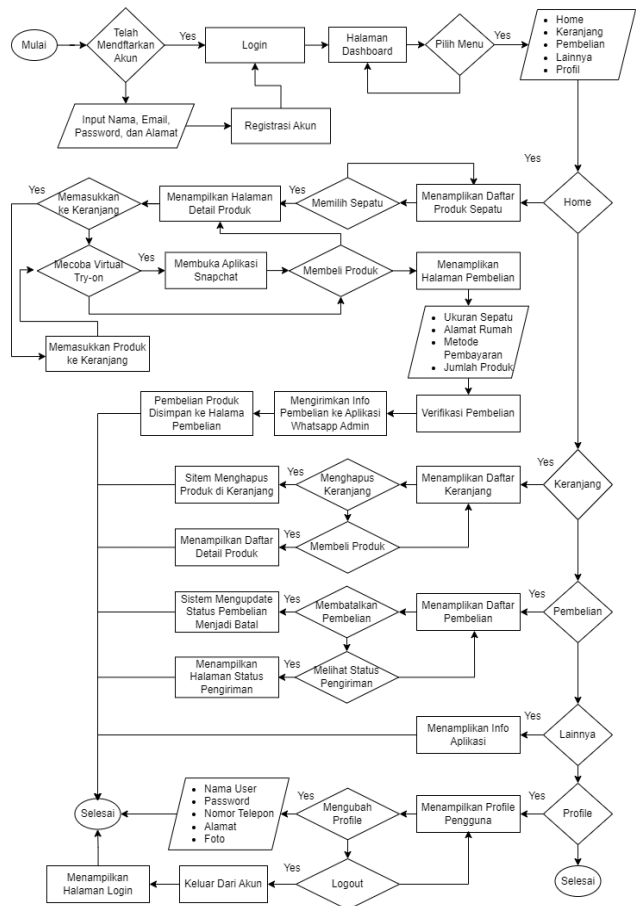 Mulai
Telah
Mendftarkan
Akun
Yes
Login
Halaman
Dashboard
Pilih Menu
Yes
• Home
• Keranjang
• Pembelian
• Lainnya
• Profil
Input Nama, Email,
Password, dan Alamat
Registrasi Akun
Yes
Home
Menamplikan Daftar
Produk Sepatu
Memilih Sepatu
Yes
Menampilkan Halaman
Detail Produk
Memasukkan
ke Keranjang
Yes
Mecoba Virtual
Try-on
Yes
Membuka Aplikasi
Snapchat
Membeli Produk
Menampilkan
Halaman Pembelian
Memasukkan Produk
ke Keranjang
• Ukuran Sepatu
• Alamat Rumah
• Metode
Pembayaran
• Jumlah Produk
Verifikasi Pembelian
Mengirimkan Info
Pembelian ke Aplikasi
Whatsapp Admin
Pembelian Produk
Disimpan ke Halama
Pembelian
Keranjang
Yes
Menamplikan Daftar
Keranjang
Menghapus
Keranjang
Yes
Sitem Menghapus
Produk di Keranjang
Membeli Produk
Yes
Menampilkan Daftar
Detail Produk
Pembelian
Yes
Menamplikan Daftar
Pembelian
Membatalkan
Pembelian
Yes
Sistem Mengupdate
Status Pembelian
Menjadi Batal
Melihat Status
Pengiriman
Yes
Menampilkan
Halaman Status
Pengiriman
Lainnya
Yes
Menamplikan Info
Aplikasi
Profile
Yes
Menampilkan Profile
Pengguna
Mengubah
Profile
Yes
• Nama User
• Password
• Nomor Telepon
• Alamat
• Foto
Selesai
Logout
Yes
Keluar Dari Akun
Menampilkan
Halaman Login
Selesai